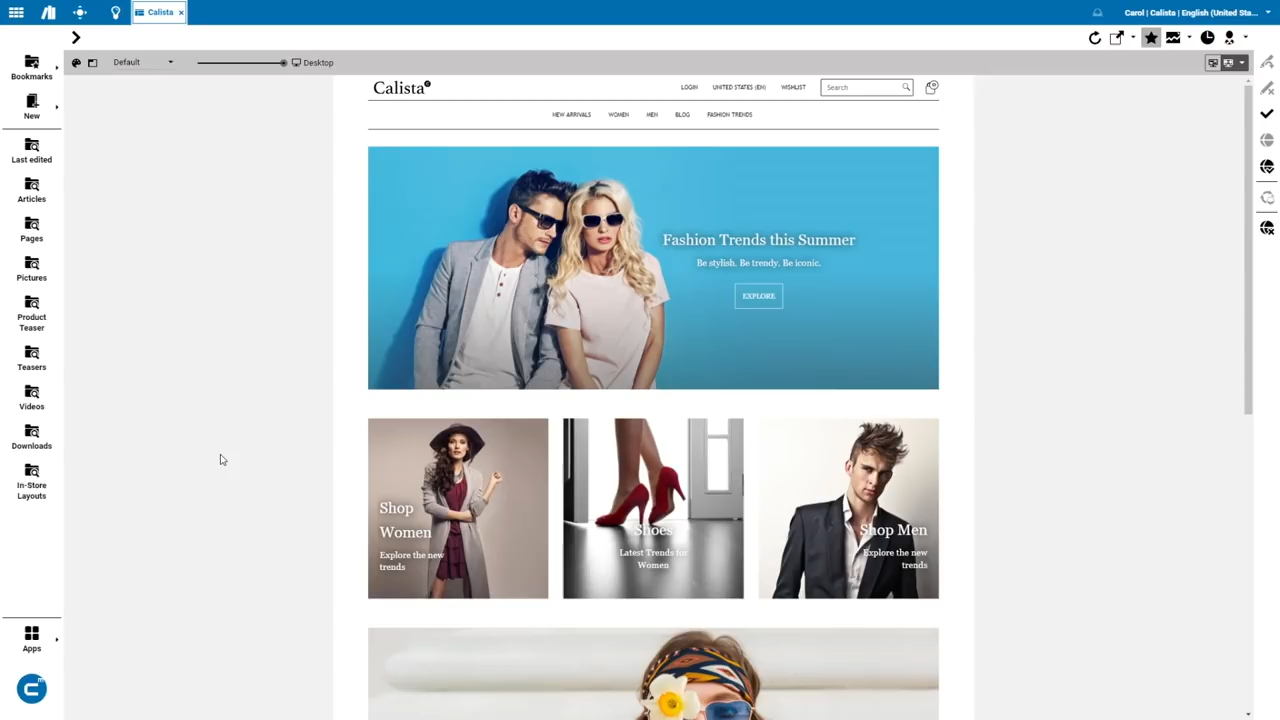 Calista
Carol | Calista | English (United Sta...
Bookmarks
New
Last edited
Articles
Pages
Pictures
Product
Teaser
Teasers
Videos
Downloads
In-Store
Layouts
Apps
Default
Desktop
Calista
LOGIN
UNITED STATES (EN)
WISHLIST
Search
0
NEW ARRIVALS
WOMEN
MEN
BLOG
FASHION TRENDS
Fashion Trends this Summer
Be stylish. Be trendy. Be iconic.
EXPLORE
Shop
Women
Explore the new
trends
Shoes
Latest Trends for
Women
Shop Men
Explore the new
trends